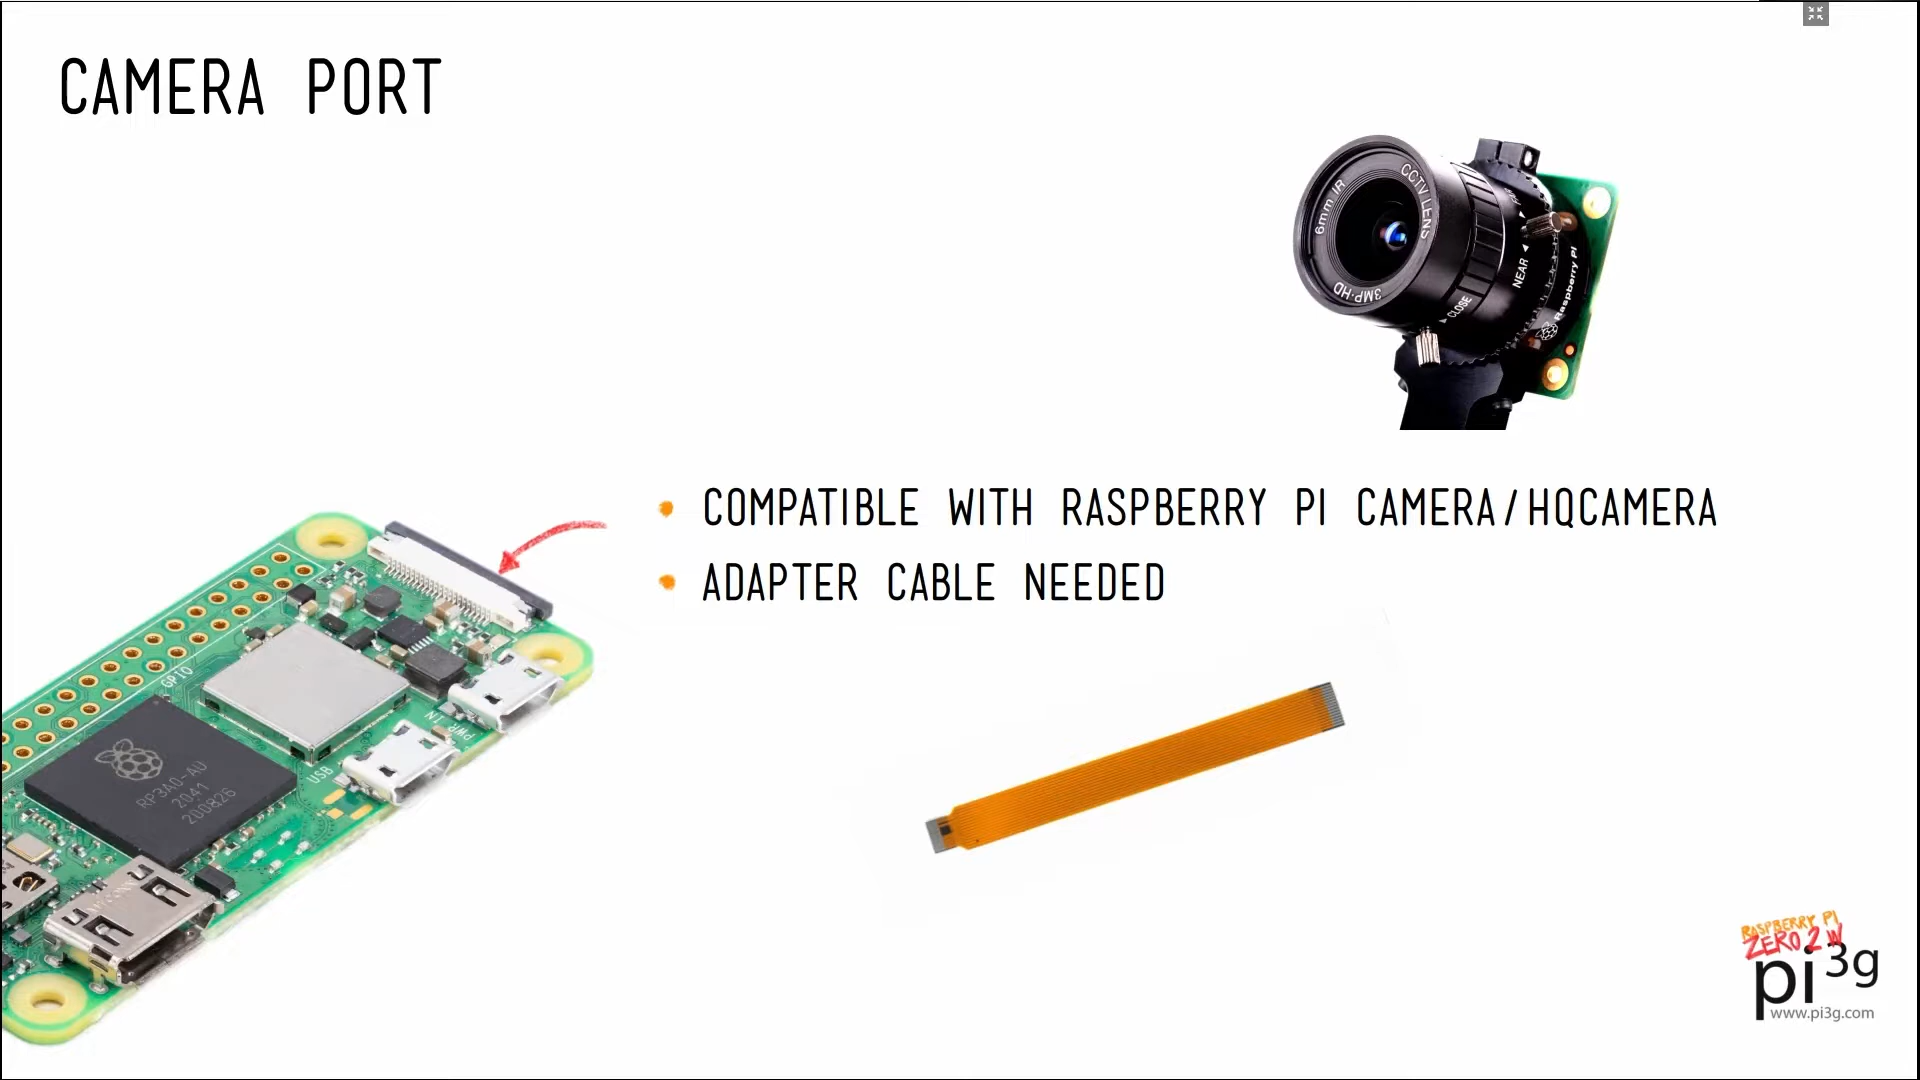 CAMERA PORT
CCTV LENS
6mm IR
3MP·HD
NEAR
CLOSE
Raspberry Pi
COMPATIBLE WITH RASPBERRY PI CAMERA/HQCAMERA
ADAPTER CABLE NEEDED
GPIO
PWR IN
USB
RP3A0-AU
2041
200826
RASPBERRY PI
ZERO 2 W
pi3g
www.pi3g.com